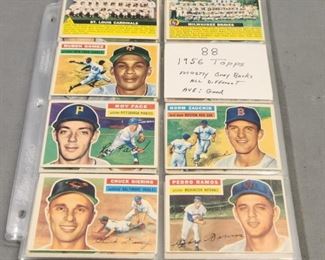 ST. LOUIS CARDINALS
MILWAUKEE BRAVES
RUBEN GOMEZ
88
1956 Topps
mostly Gray Backs
All Different
AVE: Good
ROY FACE
PITTSBURGH PIRATES
NORM ZAUCHIN
BOSTON RED SOX
CHUCK DIERING
BALTIMORE ORIOLES
PEDRO RAMOS
WASHINGTON NATIONALS